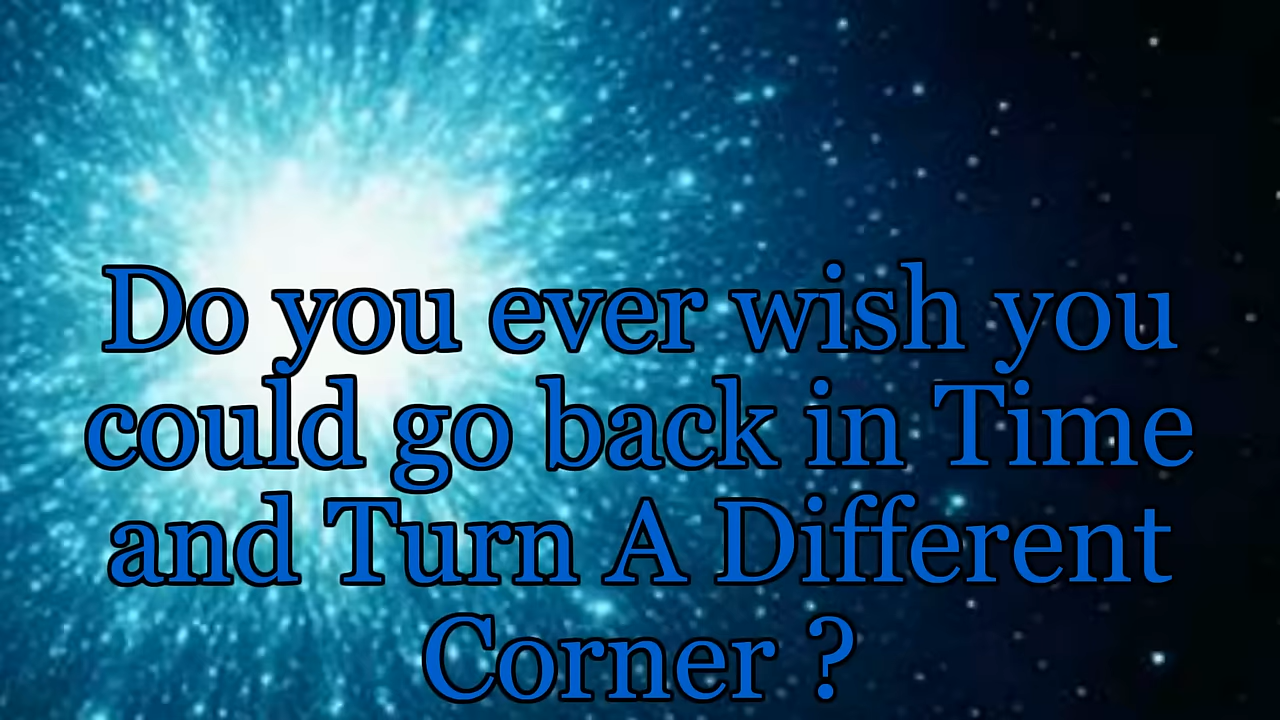 Do you ever wish you
could go back in Time
and Turn A Different
Corner ?